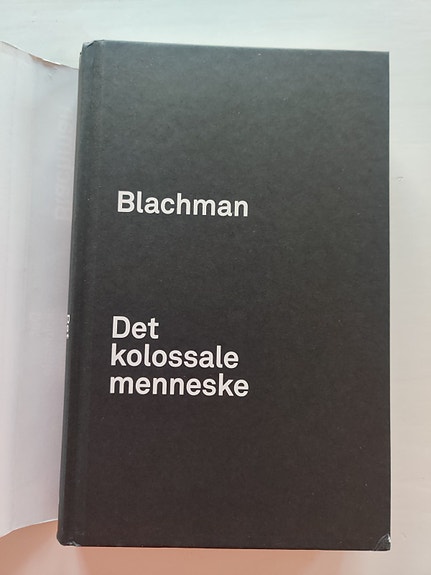 Blachman
Det
kolossale
menneske